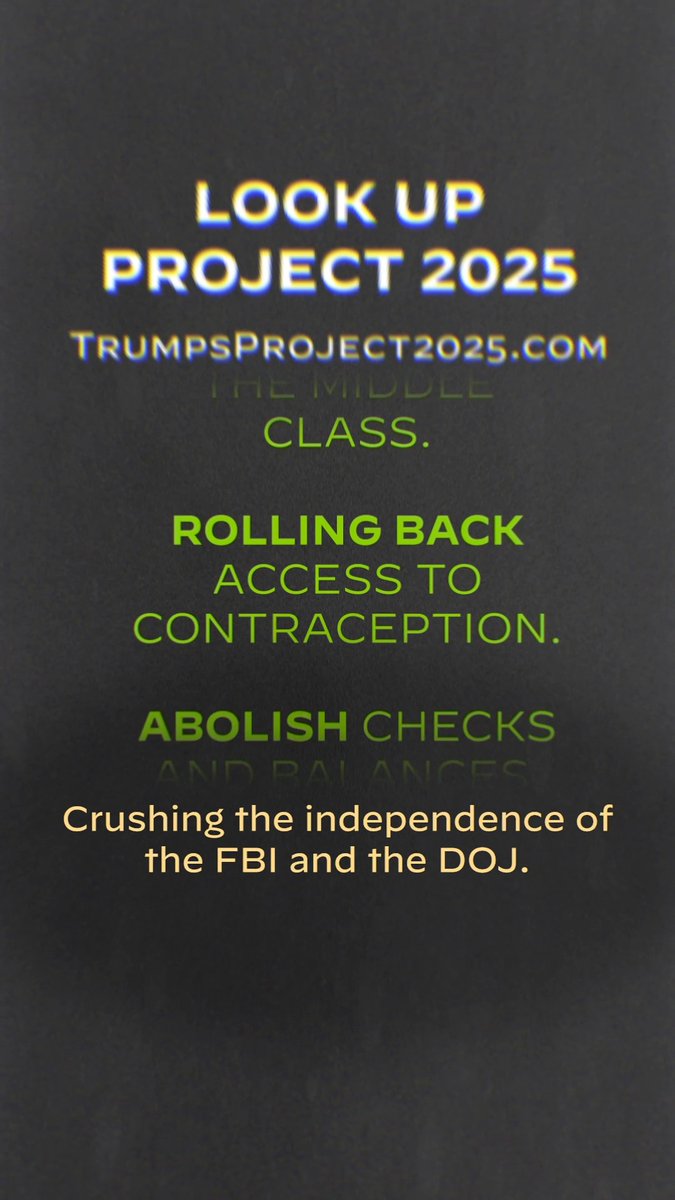 LOOK UP
PROJECT 2025
TRUMPSPROJECT2025.COM
THE MIDDLE
CLASS.
ROLLING BACK
ACCESS TO
CONTRACEPTION.
ABOLISH CHECKS
AND BALANCES
Crushing the independence of
the FBI and the DOJ.